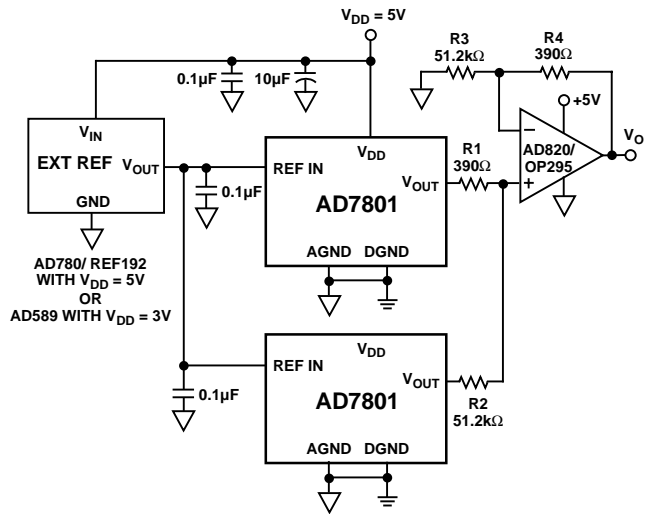 V_DD = 5V
R3
51.2kΩ
R4
390Ω
0.1µF
10µF
+5V
V_IN
EXT REF
V_OUT
GND
AD780/ REF192
WITH V_DD = 5V
OR
AD589 WITH V_DD = 3V
0.1µF
REF IN
V_DD
V_OUT
AD7801
AGND
DGND
R1
390Ω
−
+
AD820/
OP295
V_O
0.1µF
REF IN
V_DD
V_OUT
AD7801
AGND
DGND
R2
51.2kΩ